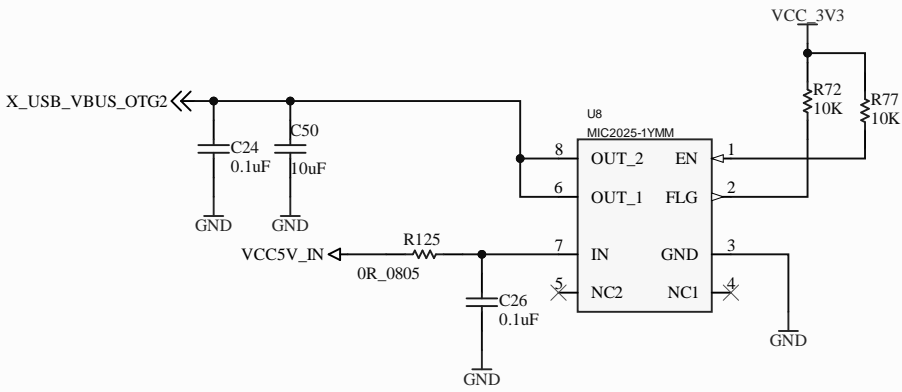 VCC_3V3
X_USB_VBUS_OTG2
C24
0.1uF
GND
C50
10uF
GND
R72
10K
R77
10K
U8
MIC2025-1YMM
8
OUT_2
EN
1
6
OUT_1
FLG
2
7
IN
GND
3
5
NC2
NC1
4
VCC5V_IN
R125
0R_0805
C26
0.1uF
GND
GND